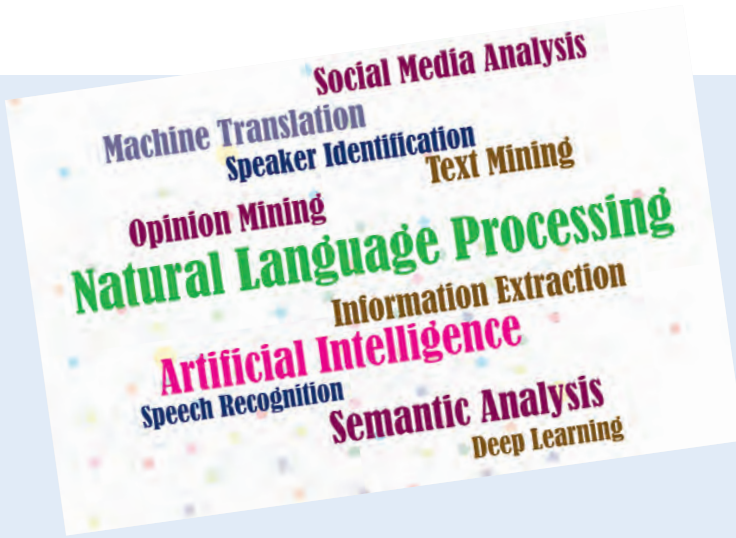 Social Media Analysis
Machine Translation
Speaker Identification
Text Mining
Opinion Mining
Natural Language Processing
Information Extraction
Artificial Intelligence
Speech Recognition
Semantic Analysis
Deep Learning